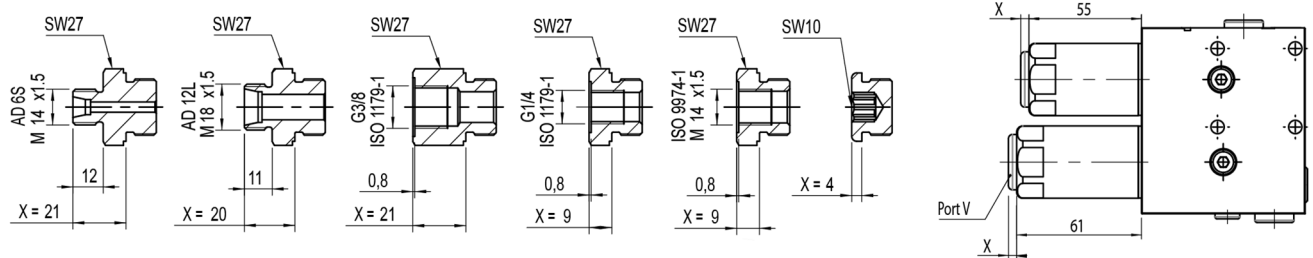 SW27
AD 6S
M 14 x1.5
12
X = 21
SW27
AD 12L
M 18 x1.5
11
X = 20
SW27
G3/8
ISO 1179-1
0,8
X = 21
SW27
G1/4
ISO 1179-1
0,8
X = 9
SW27
ISO 9974-1
M 14 x1.5
0,8
X = 9
SW10
X = 4
X
55
Port V
X
61